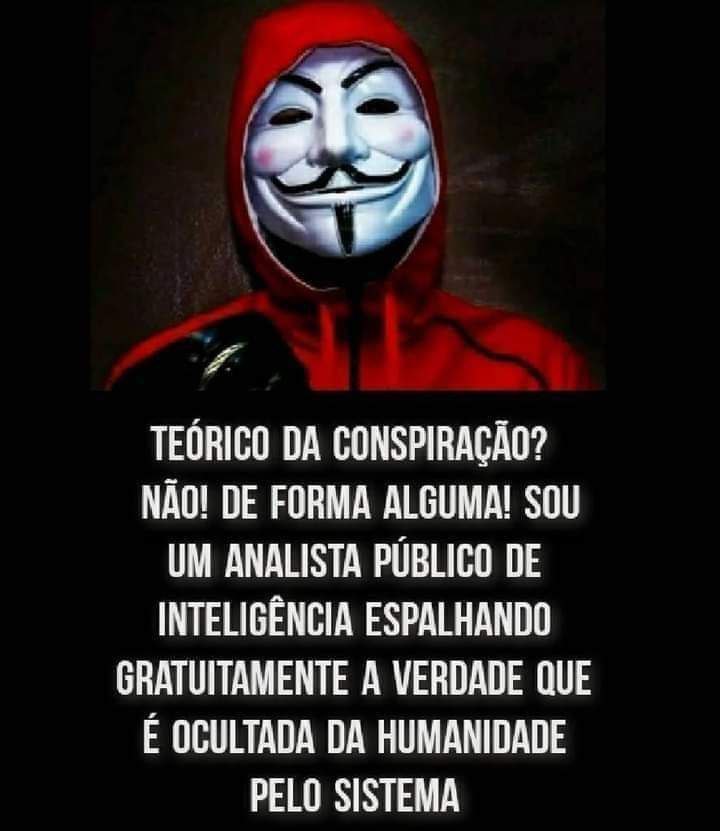 TEÓRICO DA CONSPIRAÇÃO?
NÃO! DE FORMA ALGUMA! SOU
UM ANALISTA PÚBLICO DE
INTELIGÊNCIA ESPALHANDO
GRATUITAMENTE A VERDADE QUE
É OCULTADA DA HUMANIDADE
PELO SISTEMA